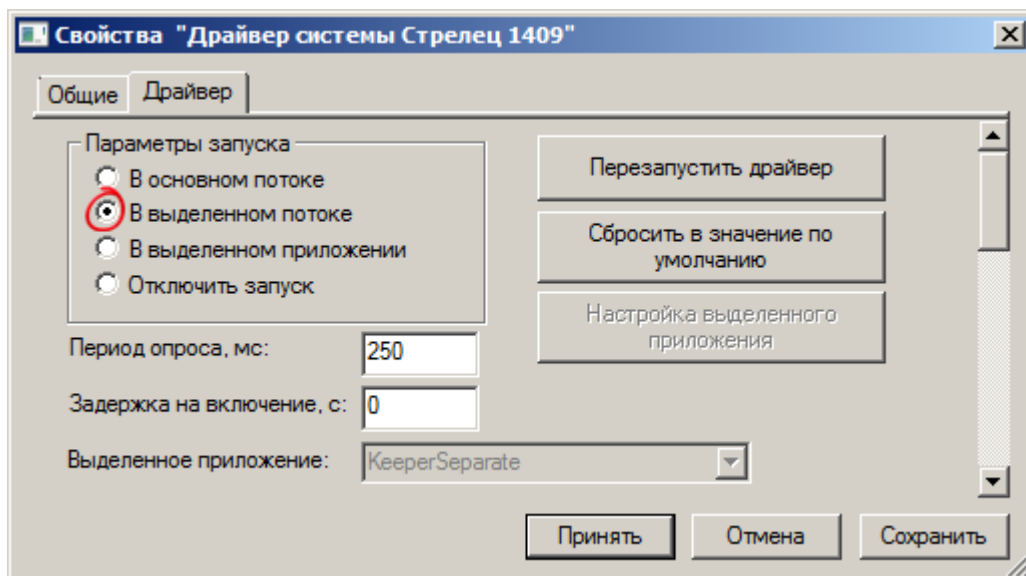 Свойства "Драйвер системы Стрелец 1409"
Общие
Драйвер
Параметры запуска
В основном потоке
В выделенном потоке
В выделенном приложении
Отключить запуск
Перезапустить драйвер
Сбросить в значение по
умолчанию
Настройка выделенного
приложения
Период опроса, мс:
250
Задержка на включение, с:
0
Выделенное приложение:
KeeperSeparate
Принять
Отмена
Сохранить